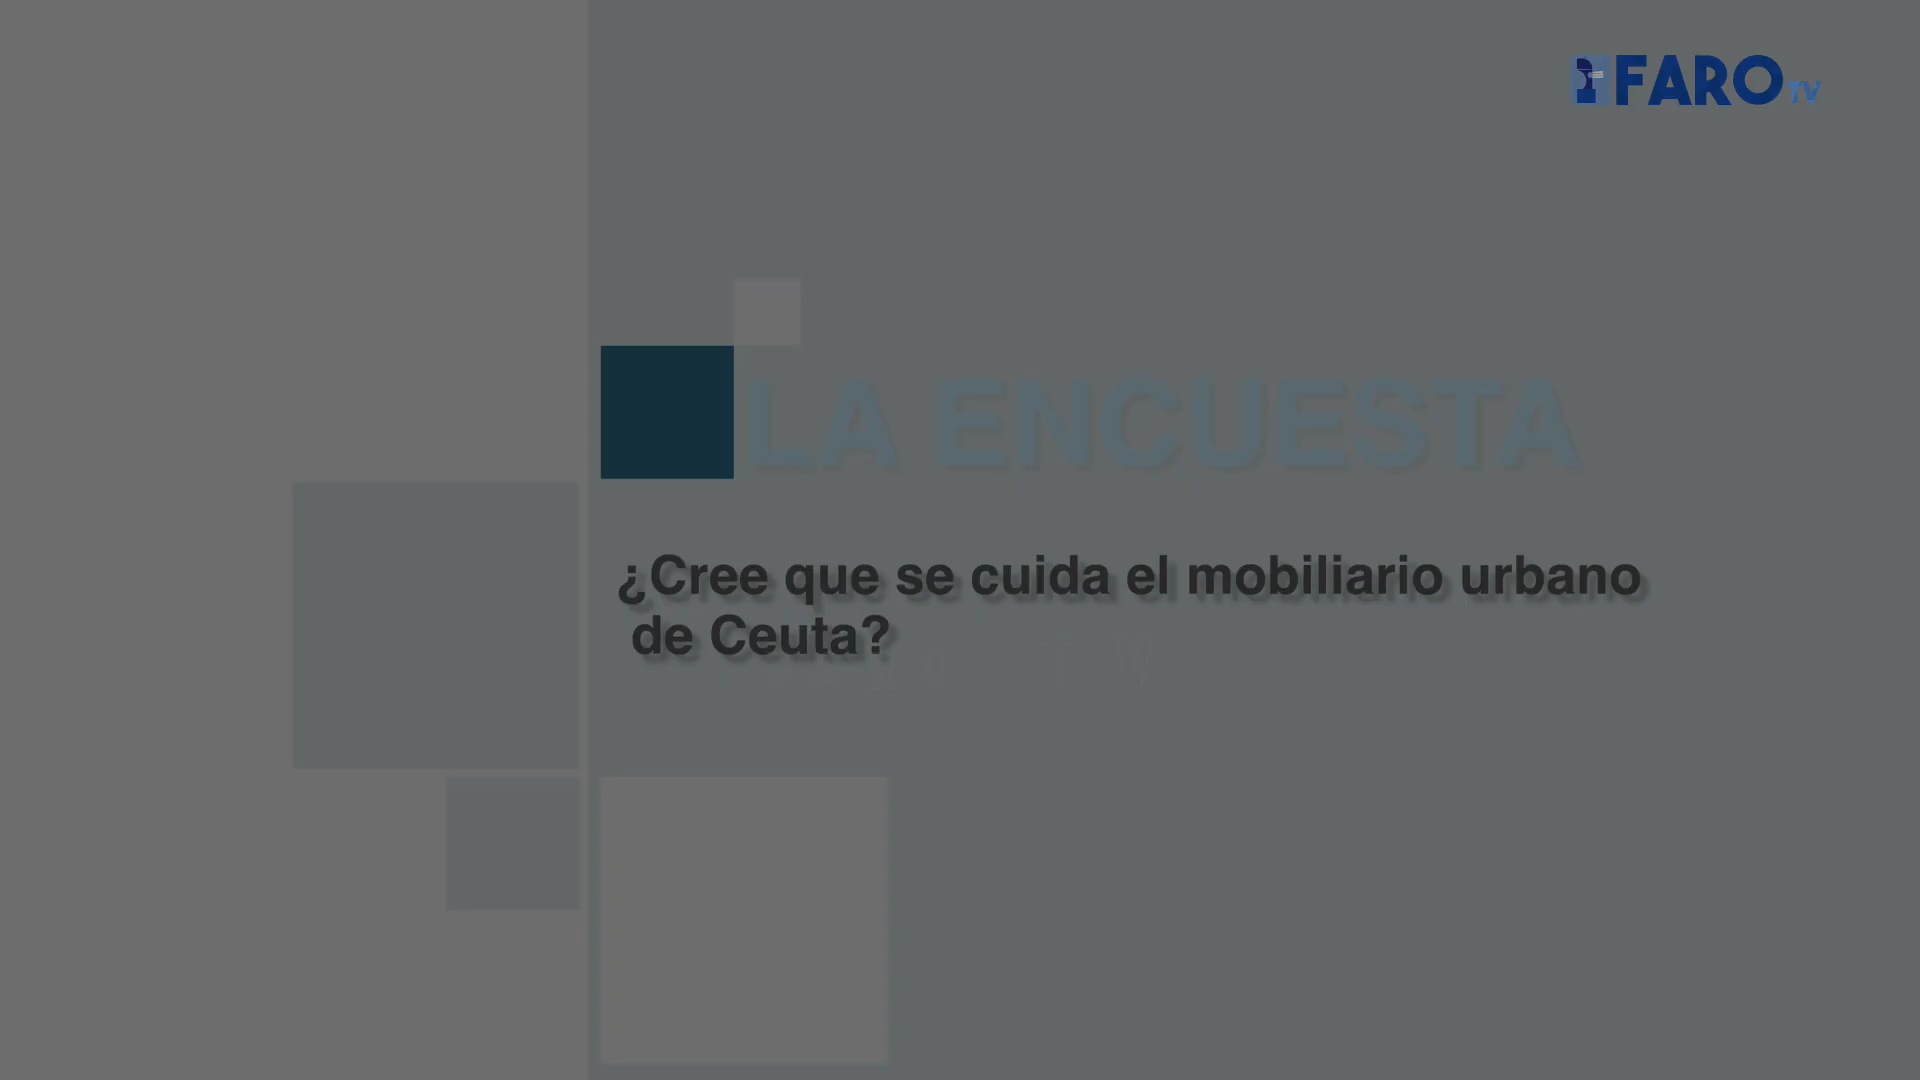 FARO TV
LA ENCUESTA
¿Cree que se cuida el mobiliario urbano
de Ceuta?